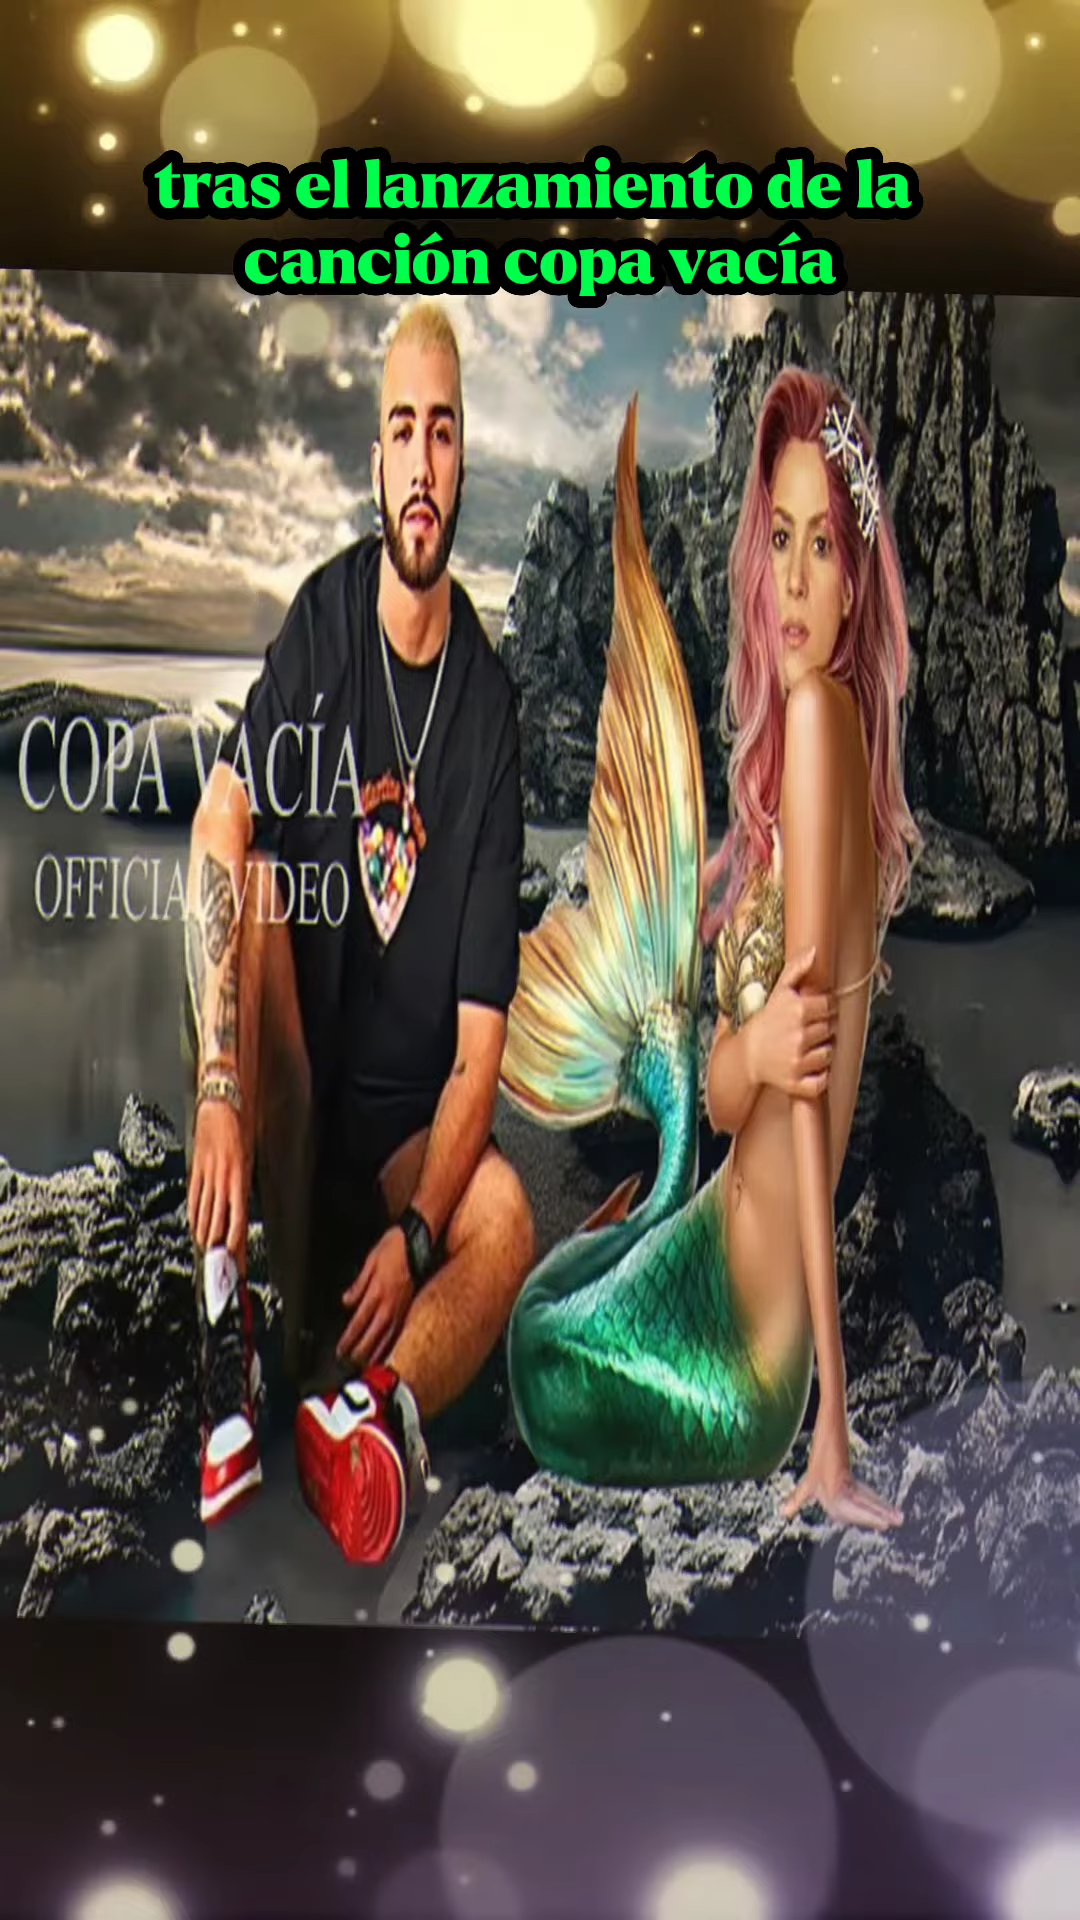 tras el lanzamiento de la
canción copa vacía
COPA VACÍA
OFFICIAL VIDEO